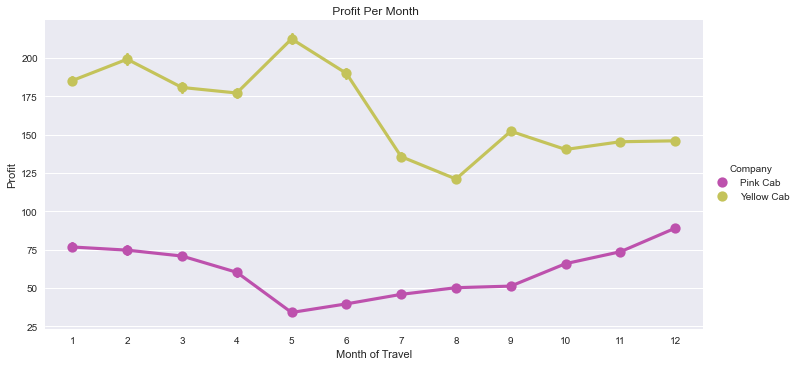 Profit Per Month
Profit
200
175
150
125
100
75
50
25
1 2 3 4 5 6 7 8 9 10 11 12
Month of Travel
Company
Pink Cab
Yellow Cab